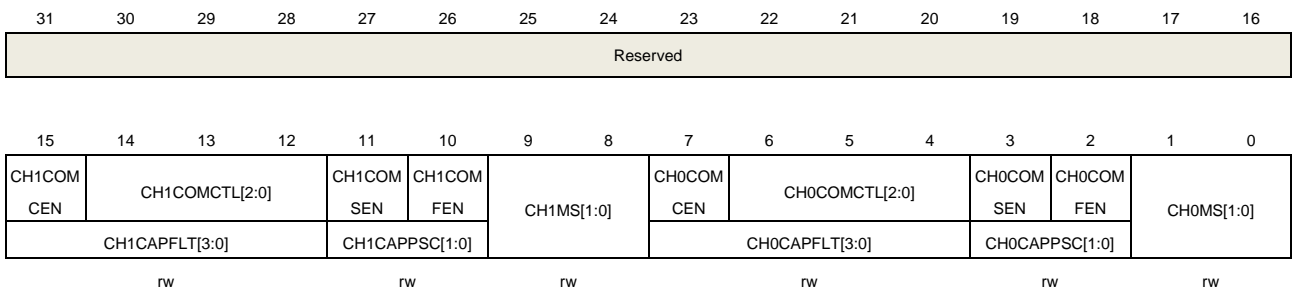 31 30 29 28 27 26 25 24 23 22 21 20 19 18 17 16
Reserved
15 14 13 12 11 10 9 8 7 6 5 4 3 2 1 0
CH1COM CH1COM CH1COM CH0COM CH0COM CH0COM
CH1COMCTL[2:0] CH0COMCTL[2:0]
CEN SEN FEN CH1MS[1:0] CEN SEN FEN CH0MS[1:0]
CH1CAPFLT[3:0] CH1CAPPSC[1:0] CH0CAPFLT[3:0] CH0CAPPSC[1:0]
rw rw rw rw rw rw